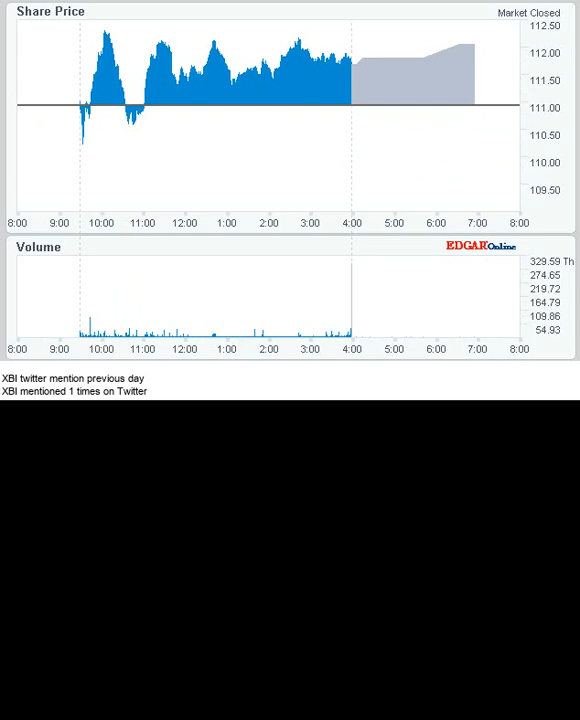 Share Price
Market Closed
112.50
112.00
111.50
111.00
110.50
110.00
109.50
8:00 9:00 10:00 11:00 12:00 1:00 2:00 3:00 4:00 5:00 6:00 7:00 8:00
Volume
EDGAR Online
329.59 Th
274.65
219.72
164.79
109.86
54.93
8:00 9:00 10:00 11:00 12:00 1:00 2:00 3:00 4:00 5:00 6:00 7:00 8:00
XBI twitter mention previous day
XBI mentioned 1 times on Twitter